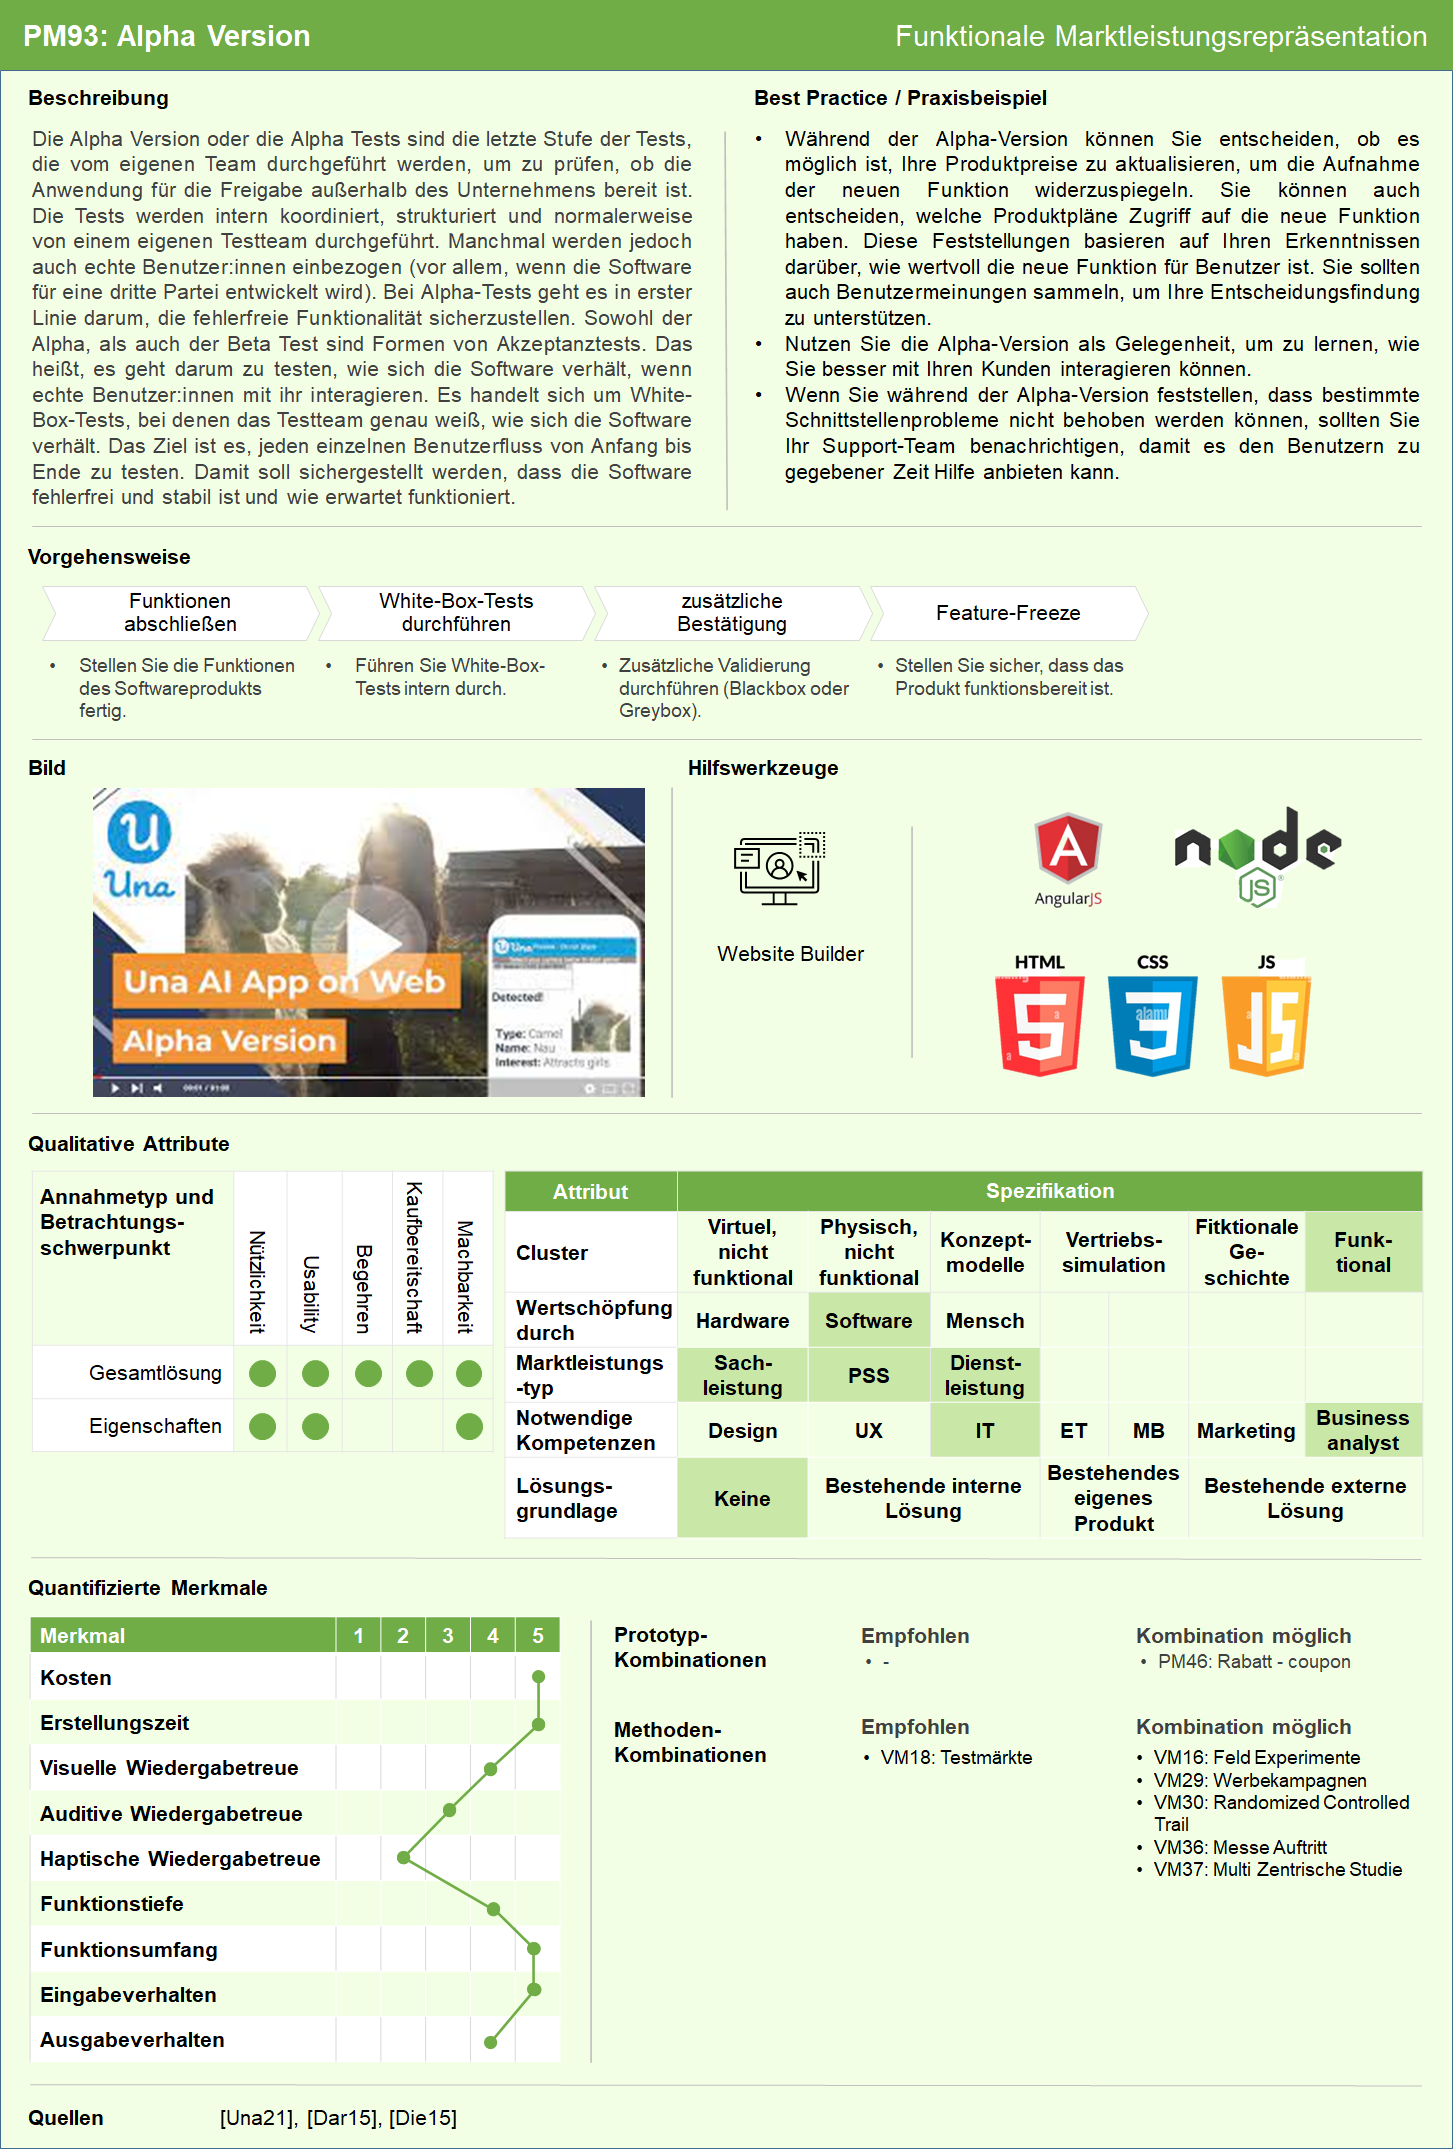 PM93: Alpha Version
Funktionale Marktleistungsrepräsentation
Beschreibung
Die Alpha Version oder die Alpha Tests sind die letzte Stufe der Tests,
die vom eigenen Team durchgeführt werden, um zu prüfen, ob die
Anwendung für die Freigabe außerhalb des Unternehmens bereit ist.
Die Tests werden intern koordiniert, strukturiert und normalerweise
von einem eigenen Testteam durchgeführt. Manchmal werden jedoch
auch echte Benutzer:innen einbezogen (vor allem, wenn die Software
für eine dritte Partei entwickelt wird). Bei Alpha-Tests geht es in erster
Linie darum, die fehlerfreie Funktionalität sicherzustellen. Sowohl der
Alpha, als auch der Beta Test sind Formen von Akzeptanztests. Das
heißt, es geht darum zu testen, wie sich die Software verhält, wenn
echte Benutzer:innen mit ihr interagieren. Es handelt sich um White-
Box-Tests, bei denen das Testteam genau weiß, wie sich die Software
verhält. Das Ziel ist es, jeden einzelnen Benutzerfluss von Anfang bis
Ende zu testen. Damit soll sichergestellt werden, dass die Software
fehlerfrei und stabil ist und wie erwartet funktioniert.
Best Practice / Praxisbeispiel
• Während der Alpha-Version können Sie entscheiden, ob es
möglich ist, Ihre Produktpreise zu aktualisieren, um die Aufnahme
der neuen Funktion widerzuspiegeln. Sie können auch
entscheiden, welche Produktpläne Zugriff auf die neue Funktion
haben. Diese Feststellungen basieren auf Ihren Erkenntnissen
darüber, wie wertvoll die neue Funktion für Benutzer ist. Sie sollten
auch Benutzermeinungen sammeln, um Ihre Entscheidungsfindung
zu unterstützen.
• Nutzen Sie die Alpha-Version als Gelegenheit, um zu lernen, wie
Sie besser mit Ihren Kunden interagieren können.
• Wenn Sie während der Alpha-Version feststellen, dass bestimmte
Schnittstellenprobleme nicht behoben werden können, sollten Sie
Ihr Support-Team benachrichtigen, damit es den Benutzern zu
gegebener Zeit Hilfe anbieten kann.
Vorgehensweise
Funktionen
abschließen
White-Box-Tests
durchführen
zusätzliche
Bestätigung
Feature-Freeze
• Stellen Sie die Funktionen
des Softwareprodukts
fertig.
• Führen Sie White-Box-
Tests intern durch.
• Zusätzliche Validierung
durchführen (Blackbox oder
Greybox).
• Stellen Sie sicher, dass das
Produkt funktionsbereit ist.
Bild
U
Una
Una AI App on Web
Alpha Version
Una
Detected!
Type: Camel
Name: Nau
Interest: Attracts girls
Hilfswerkzeuge
Website Builder
A
AngularJS
node
JS
HTML
CSS
JS
5
3
JS
alamy
a
a
a
Qualitative Attribute
Annahmetyp und
Betrachtungs-
schwerpunkt
Nützlichkeit
Usability
Begehren
Kaufbereitschaft
Machbarkeit
Gesamtlösung
Eigenschaften
Attribut
Spezifikation
Cluster
Virtuel,
nicht
funktional
Physisch,
nicht
funktional
Konzept-
modelle
Vertriebs-
simulation
Fitktionale
Ge-
schichte
Funk-
tional
Wertschöpfung
durch
Hardware
Software
Mensch
Marktleistungs
-typ
Sach-
leistung
PSS
Dienst-
leistung
Notwendige
Kompetenzen
Design
UX
IT
ET
MB
Marketing
Business
analyst
Lösungs-
grundlage
Keine
Bestehende interne
Lösung
Bestehendes
eigenes
Produkt
Bestehende externe
Lösung
Quantifizierte Merkmale
Merkmal 1 2 3 4 5
Kosten
Erstellungszeit
Visuelle Wiedergabetreue
Auditive Wiedergabetreue
Haptische Wiedergabetreue
Funktionstiefe
Funktionsumfang
Eingabeverhalten
Ausgabeverhalten
Prototyp-
Kombinationen
Empfohlen
• -
Kombination möglich
• PM46: Rabatt - coupon
Methoden-
Kombinationen
Empfohlen
• VM18: Testmärkte
Kombination möglich
• VM16: Feld Experimente
• VM29: Werbekampagnen
• VM30: Randomized Controlled
Trail
• VM36: Messe Auftritt
• VM37: Multi Zentrische Studie
Quellen
[Una21], [Dar15], [Die15]